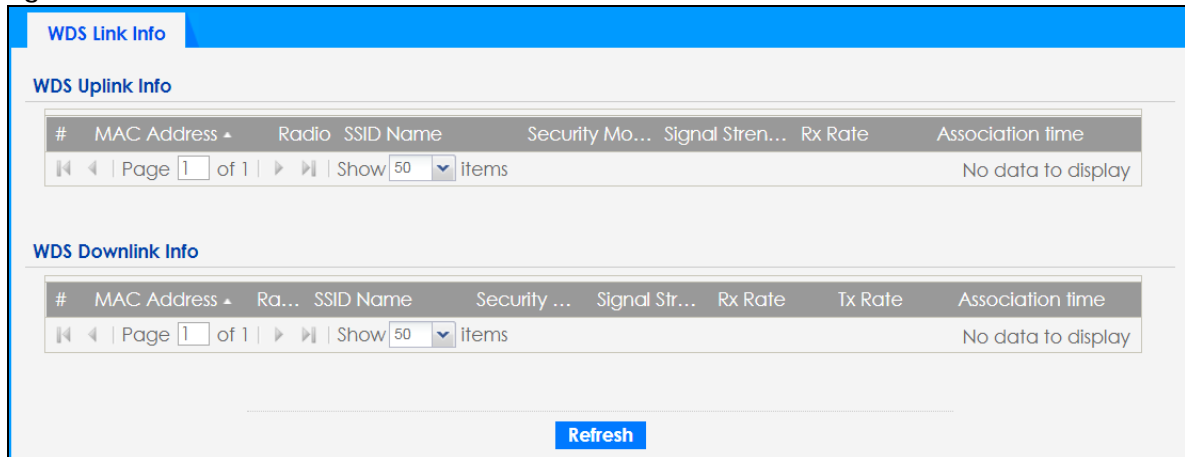 WDS Link Info
WDS Uplink Info
# MAC Address Radio SSID Name Security Mo... Signal Stren... Rx Rate Association time
Page 1 of 1 Show 50 items No data to display
WDS Downlink Info
# MAC Address Ra... SSID Name Security ... Signal Str... Rx Rate Tx Rate Association time
Page 1 of 1 Show 50 items No data to display
Refresh